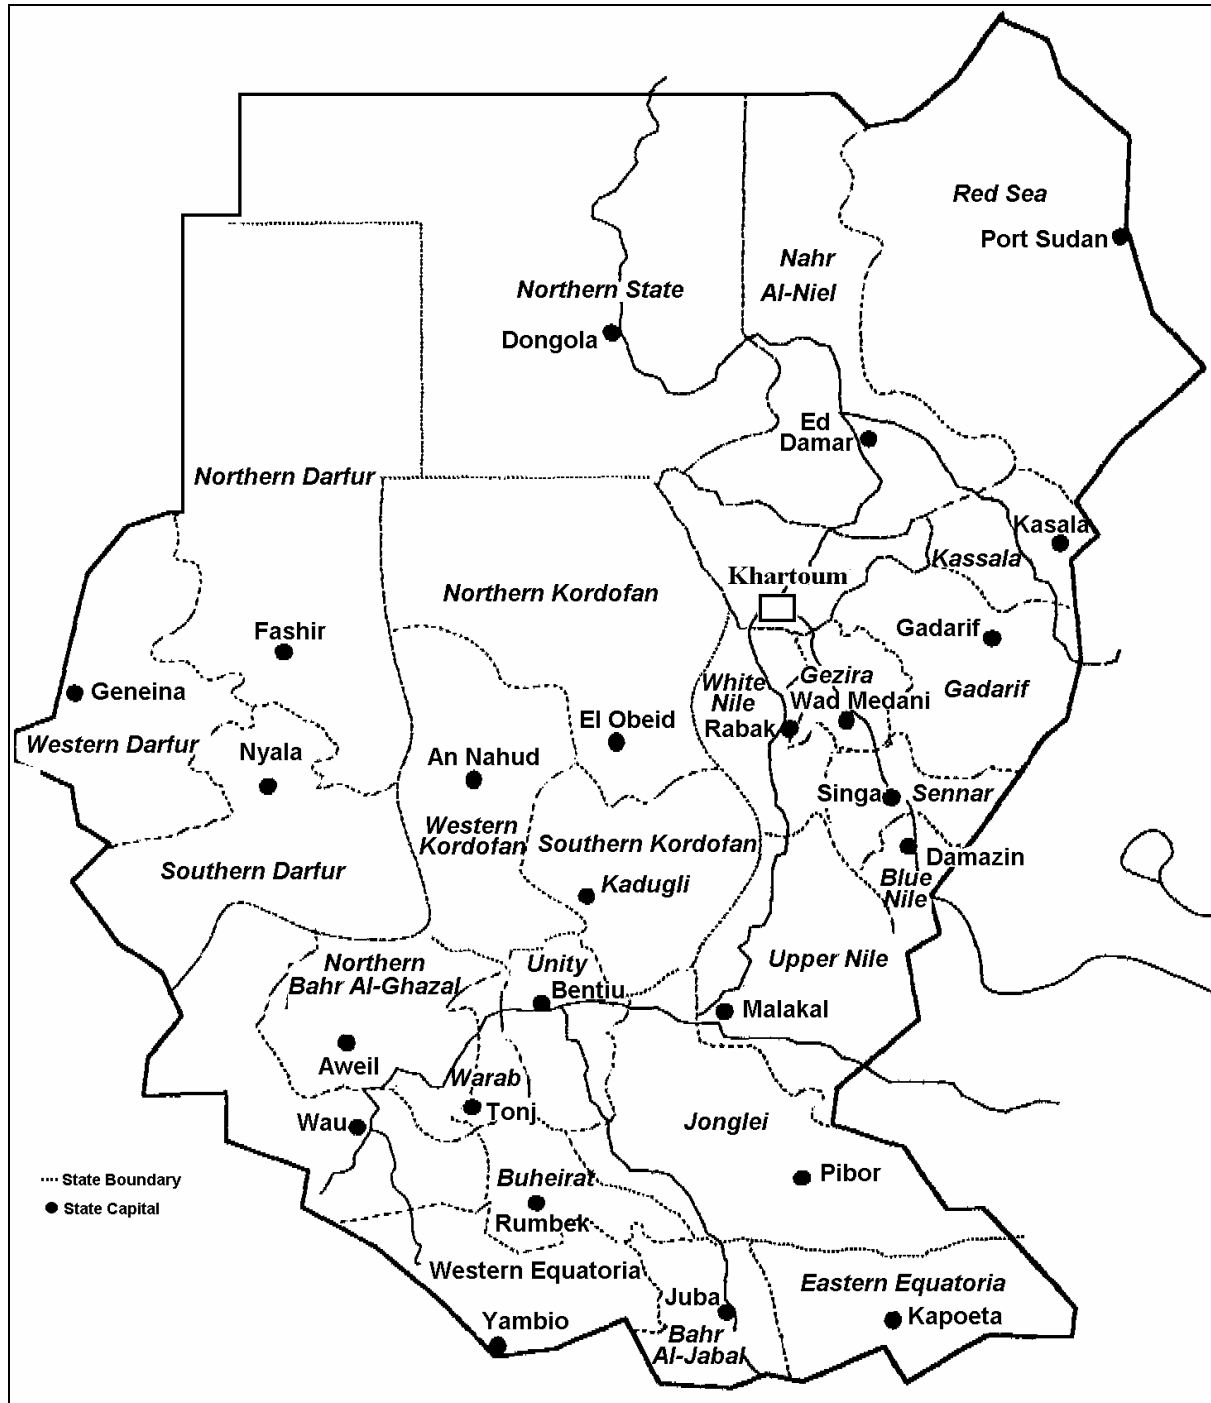 Red Sea
Port Sudan
Nahr
Al-Niel
Northern State
Dongola
Ed
Damar
Northern Darfur
Kasala
Kassala
Khartoum
Northern Kordofan
Fashir
Gadarif
Geneina
White
Nile
Gezira
Wad Medani
Gadarif
El Obeid
Rabak
Western Darfur
Nyala
An Nahud
Singa
Sennar
Western
Kordofan
Southern Kordofan
Damazin
Southern Darfur
Kadugli
Blue
Nile
Northern
Bahr Al-Ghazal
Unity
Bentiu
Upper Nile
Malakal
Aweil
Warab
Tonj
Wau
Jonglei
State Boundary
State Capital
Buheirat
Pibor
Rumbek
Western Equatoria
Eastern Equatoria
Juba
Kapoeta
Yambio
Bahr
Al-Jabal